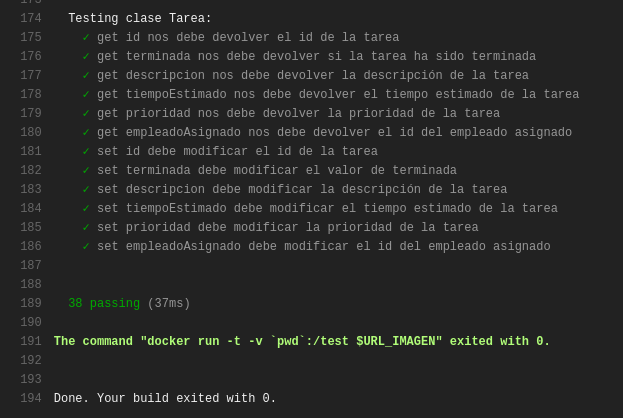 173
174 Testing clase Tarea:
175 ✓ get id nos debe devolver el id de la tarea
176 ✓ get terminada nos debe devolver si la tarea ha sido terminada
177 ✓ get descripcion nos debe devolver la descripción de la tarea
178 ✓ get tiempoEstimado nos debe devolver el tiempo estimado de la tarea
179 ✓ get prioridad nos debe devolver la prioridad de la tarea
180 ✓ get empleadoAsignado nos debe devolver el id del empleado asignado
181 ✓ set id debe modificar el id de la tarea
182 ✓ set terminada debe modificar el valor de terminada
183 ✓ set descripcion debe modificar la descripción de la tarea
184 ✓ set tiempoEstimado debe modificar el tiempo estimado de la tarea
185 ✓ set prioridad debe modificar la prioridad de la tarea
186 ✓ set empleadoAsignado debe modificar el id del empleado asignado
187
188
189 38 passing (37ms)
190
191 The command "docker run -t -v `pwd`:/test $URL_IMAGEN" exited with 0.
192
193
194 Done. Your build exited with 0.